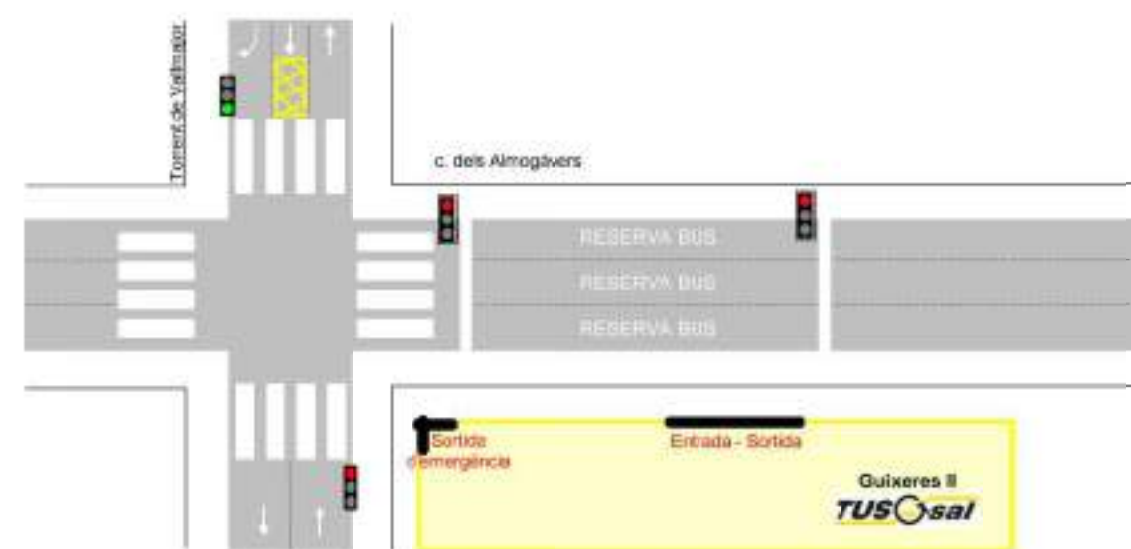 Torrent de Vallmajor
c. dels Almogàvers
RESERVA BUS
RESERVA BUS
RESERVA BUS
Sortida
d'emergència
Entrada - Sortida
Guixeres II
TUSGsal